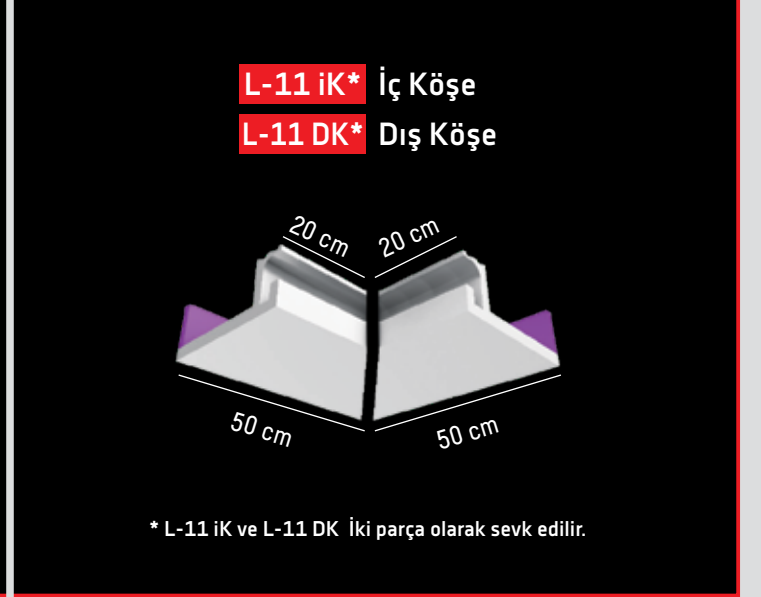 L-11 iK* İç Köşe
L-11 DK* Dış Köşe
20 cm 20 cm
50 cm 50 cm
* L-11 iK ve L-11 DK İki parça olarak sevk edilir.